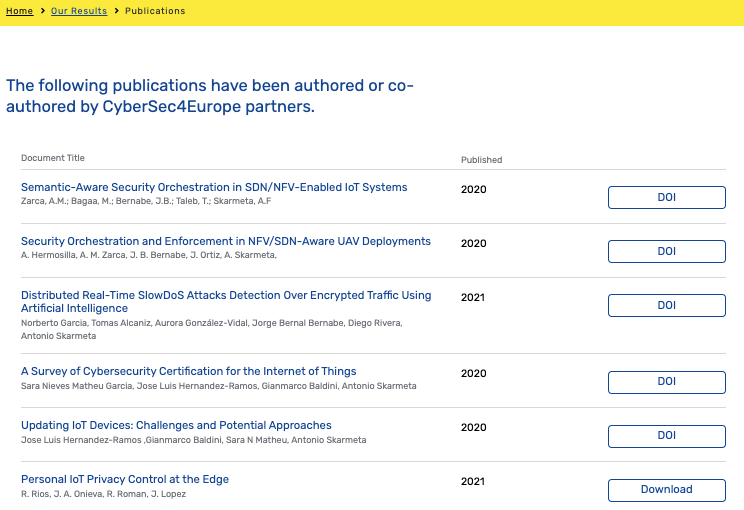 Home > Our Results > Publications
The following publications have been authored or co-
authored by CyberSec4Europe partners.
Document Title Published
Semantic-Aware Security Orchestration in SDN/NFV-Enabled IoT Systems 2020 DOI
Zarca, A.M.; Bagaa, M.; Bernabe, J.B.; Taleb, T.; Skarmeta, A.F
Security Orchestration and Enforcement in NFV/SDN-Aware UAV Deployments 2020 DOI
A. Hermosilla, A. M. Zarca, J. B. Bernabe, J. Ortiz, A. Skarmeta,
Distributed Real-Time SlowDoS Attacks Detection Over Encrypted Traffic Using 2021 DOI
Artificial Intelligence
Norberto Garcia, Tomas Alcaniz, Aurora González-Vidal, Jorge Bernal Bernabe, Diego Rivera,
Antonio Skarmeta
A Survey of Cybersecurity Certification for the Internet of Things 2020 DOI
Sara Nieves Matheu Garcia, Jose Luis Hernandez-Ramos, Gianmarco Baldini, Antonio Skarmeta
Updating IoT Devices: Challenges and Potential Approaches 2020 DOI
Jose Luis Hernandez-Ramos ,Gianmarco Baldini, Sara N Matheu, Antonio Skarmeta
Personal IoT Privacy Control at the Edge 2021 Download
R. Rios, J. A. Onieva, R. Roman, J. Lopez